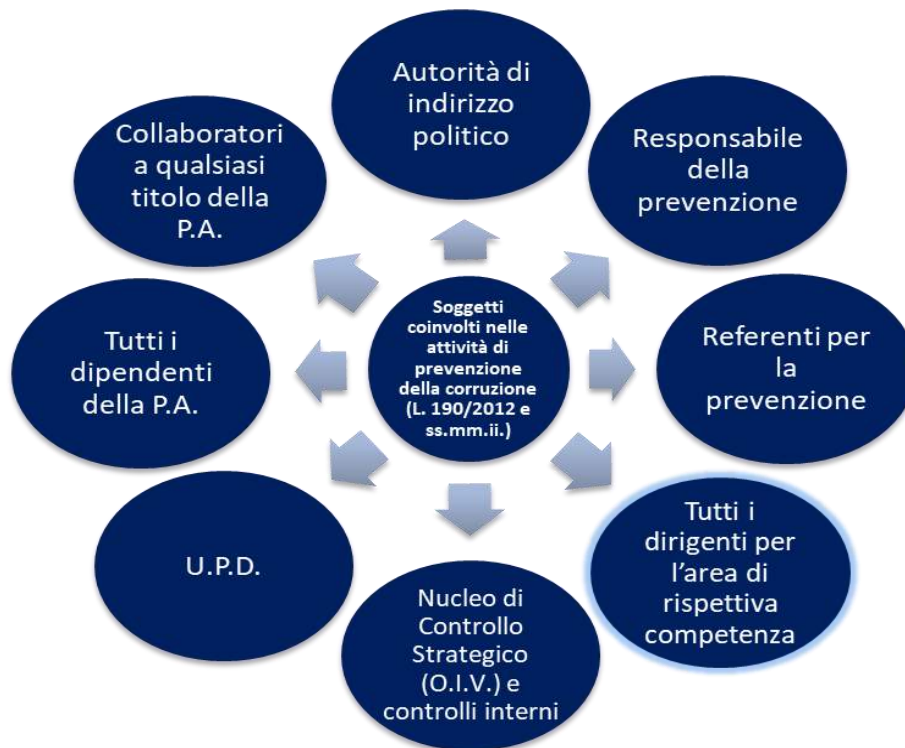 Autorità di
indirizzo
politico
Responsabile
della
prevenzione
Referenti per
la
prevenzione
Tutti i
dirigenti per
l'area di
rispettiva
competenza
Nucleo di
Controllo
Strategico
(O.I.V.) e
controlli interni
U.P.D.
Tutti i
dipendenti
della P.A.
Collaboratori
a qualsiasi
titolo della
P.A.
Soggetti
coinvolti nelle
attività di
prevenzione
della corruzione
(L. 190/2012 e
ss.mm.ii.)